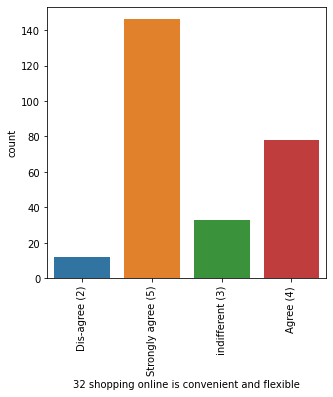 140
120
100
80
60
40
20
0
count
Dis-agree (2)
Strongly agree (5)
indifferent (3)
Agree (4)
32 shopping online is convenient and flexible